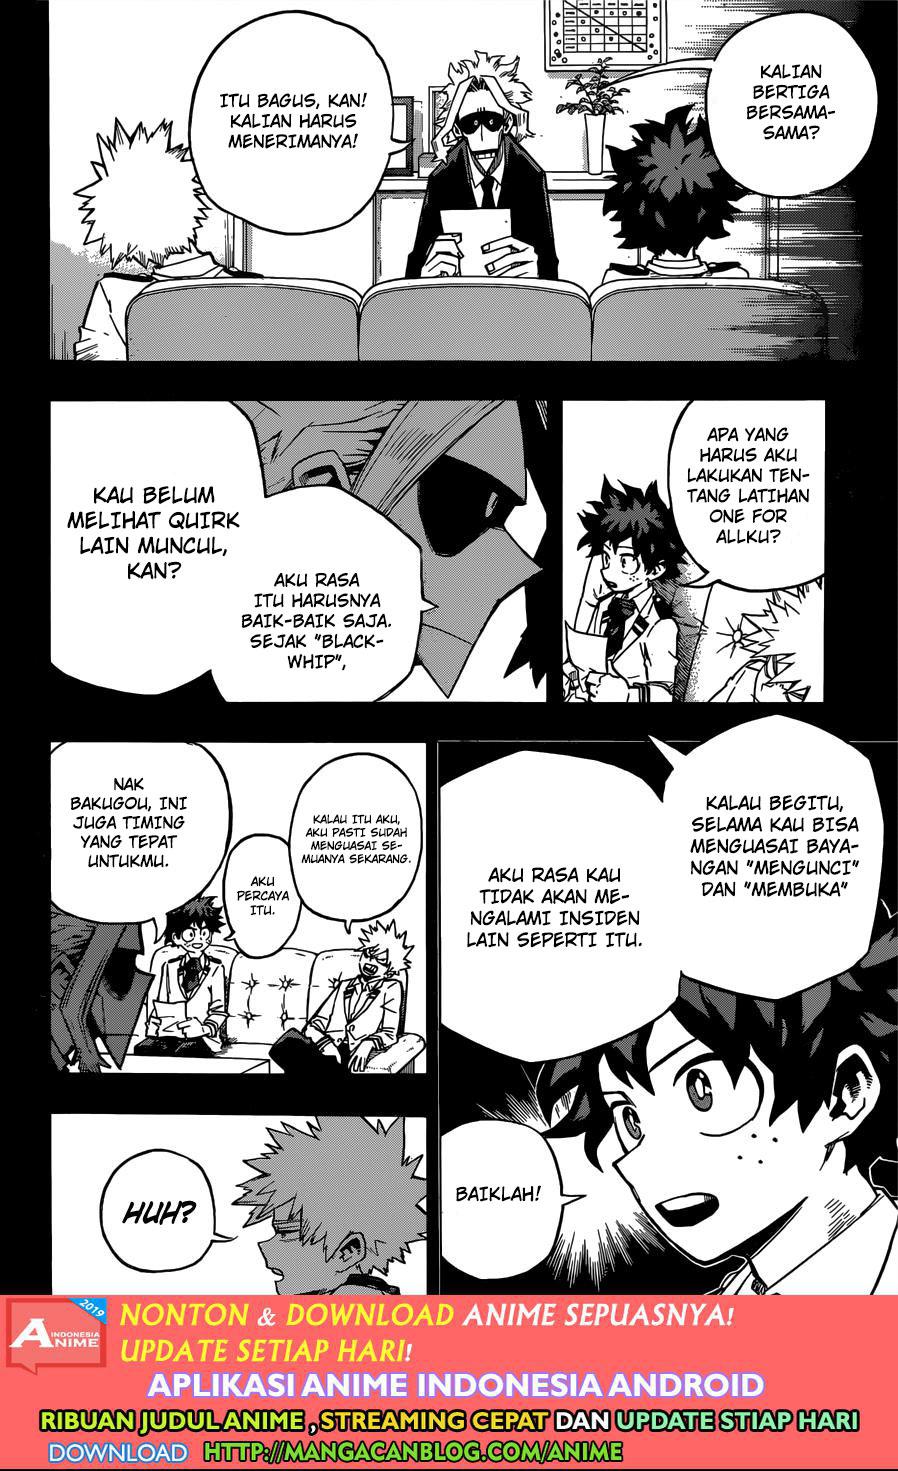 KALIAN
BERTIGA
BERSAMA-
SAMA?
ITU BAGUS, KAN!
KALIAN HARUS
MENERIMANYA!
APA YANG
HARUS AKU
LAKUKAN TEN-
TANG LATIHAN
ONE FOR
ALLKU?
KAU BELUM
MELIHAT QUIRK
LAIN MUNCUL,
KAN?
AKU RASA
ITU HARUSNYA
BAIK-BAIK SAJA.
SEJAK "BLACK-
WHIP",
KALAU BEGITU,
SELAMA KAU BISA
MENGUASAI BAYA-
NGAN "MENGUNCI"
DAN "MEMBUKA"
AKU RASA KAU
TIDAK AKAN ME-
NGALAMI INSIDEN
LAIN SEPERTI ITU.
BAIKLAH!
KALAU ITU AKU,
AKU PASTI SUDAH
MENGUASAI SE-
MUANYA SEKARANG.
AKU
PERCAYA
ITU.
NAK
BAKUGOU, INI
JUGA TIMING
YANG TEPAT
UNTUKMU.
HUH?
2019
INDONESIA
ANIME
NONTON & DOWNLOAD ANIME SEPUASNYA!
UPDATE SETIAP HARI!
APLIKASI ANIME INDONESIA ANDROID
RIBUAN JUDUL ANIME , STREAMING CEPAT DAN UPDATE STIAP HARI
DOWNLOAD HTTP://MANGACANBLOG.COM/ANIME